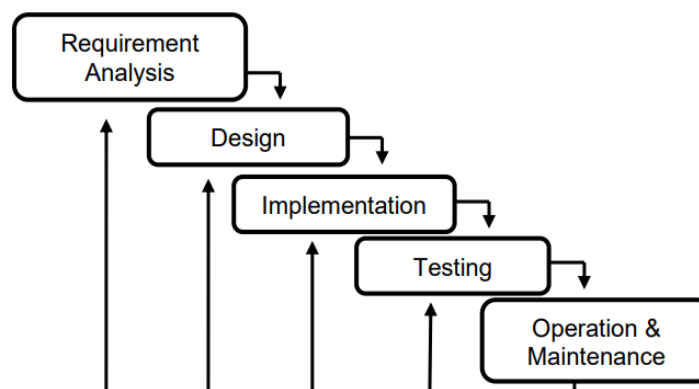 Requirement
Analysis
Design
Implementation
Testing
Operation &
Maintenance